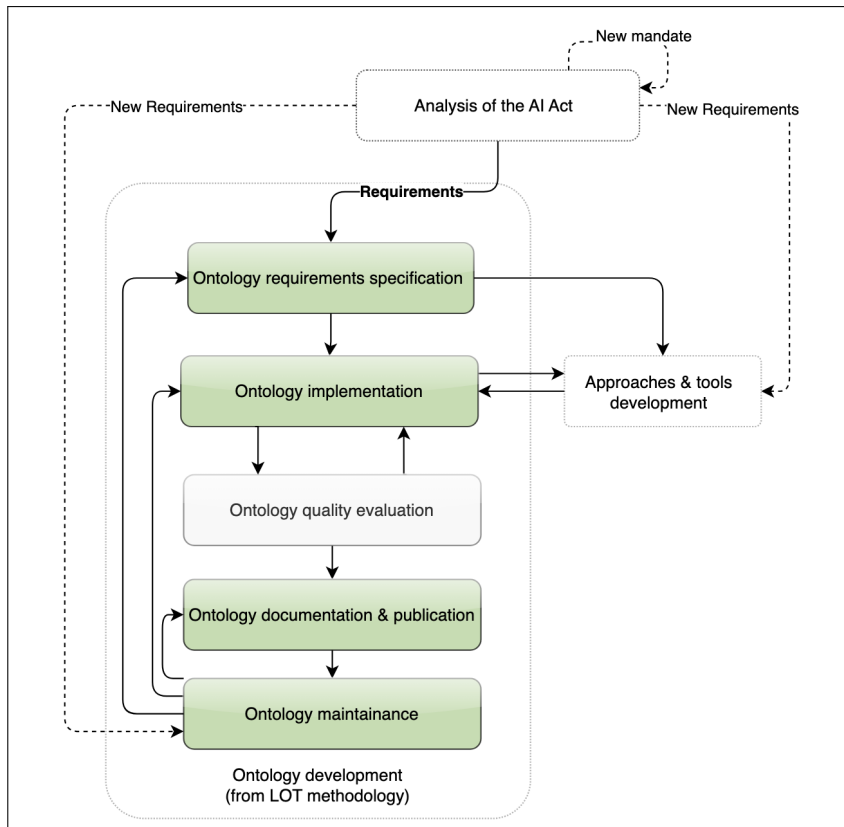 New mandate
Analysis of the AI Act
New Requirements
New Requirements
Requirements
Ontology requirements specification
Ontology implementation
Approaches & tools
development
Ontology quality evaluation
Ontology documentation & publication
Ontology maintainance
Ontology development
(from LOT methodology)